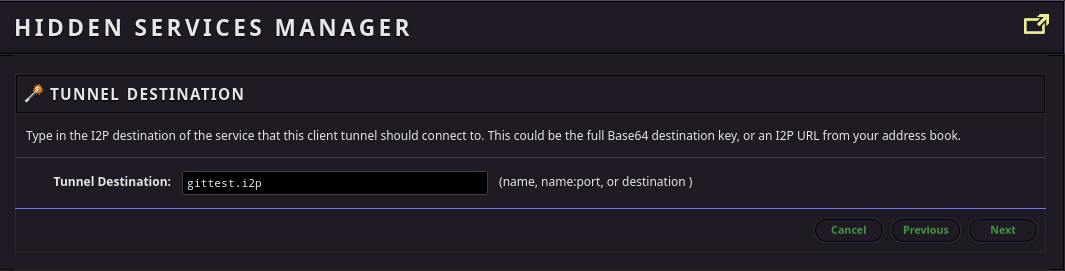 HIDDEN SERVICES MANAGER
TUNNEL DESTINATION
Type in the I2P destination of the service that this client tunnel should connect to. This could be the full Base64 destination key, or an I2P URL from your address book.
Tunnel Destination: gittest.i2p (name, name:port, or destination )
Cancel Previous Next